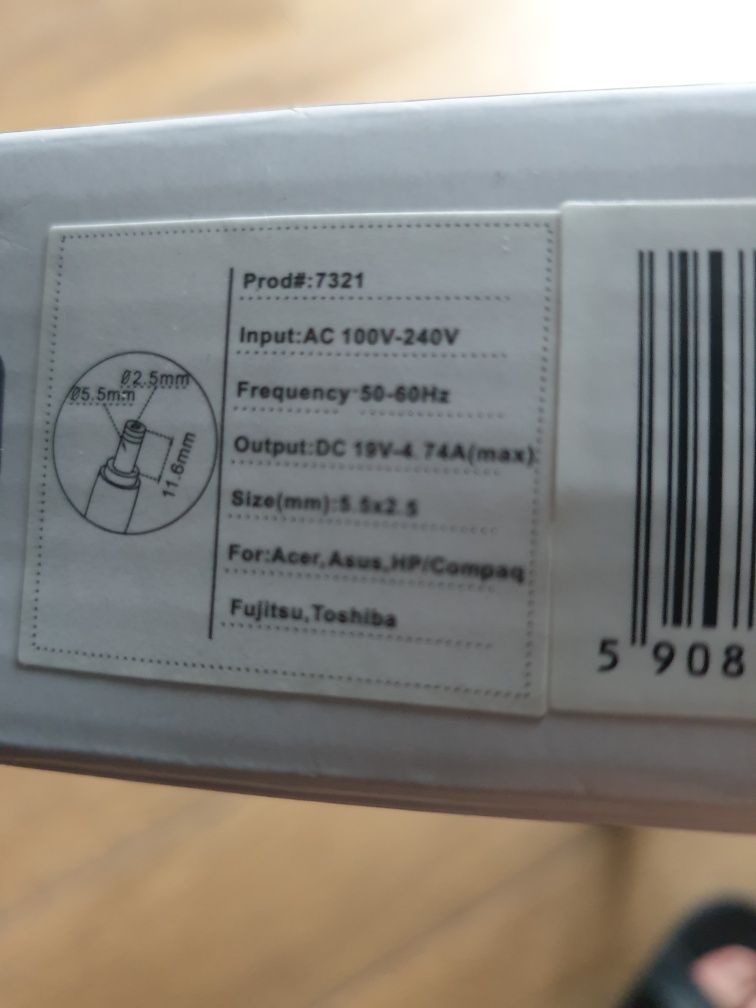 Prod#:7321
Input:AC 100V-240V
Frequency:50-60Hz
Output:DC 19V-4.74A(max)
Size(mm):5.5x2.5
For:Acer,Asus,HP/Compaq
Fujitsu,Toshiba
Ø2.5mm
Ø5.5mm
11.6mm
5 908